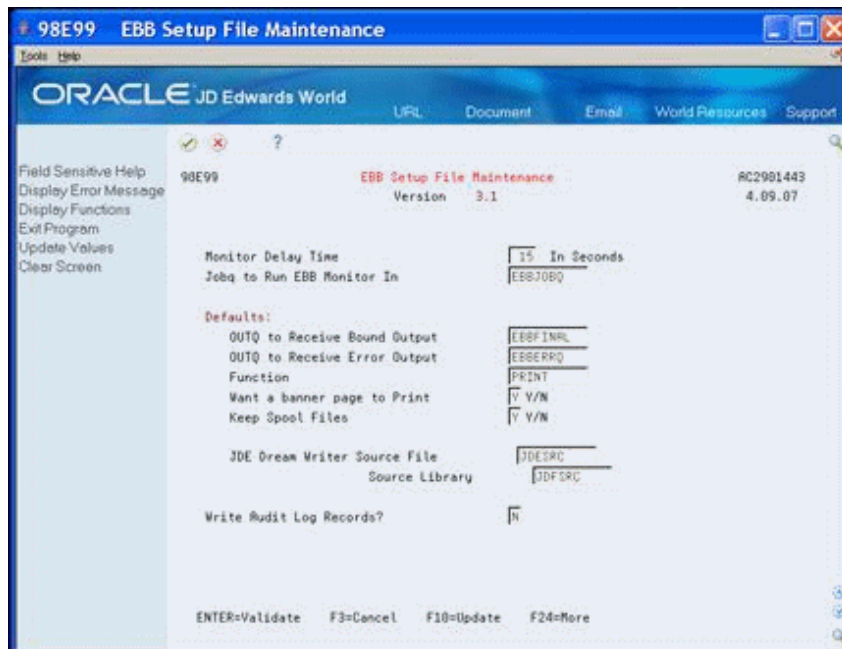 98E99 EBB Setup File Maintenance
Tools Help
ORACLE JD Edwards World
URL Document Email World Resources Support
?
Field Sensitive Help
Display Error Message
Display Functions
Exit Program
Update Values
Clear Screen
98E99 EBB Setup File Maintenance AC2901443
Version 3.1 4.09.07
Monitor Delay Time 15 In Seconds
Jobq to Run EBB Monitor In EBBJOBQ
Defaults:
OUTQ to Receive Bound Output EBBFINAL
OUTQ to Receive Error Output EBBERRQ
Function PRINT
Want a banner page to Print Y Y/N
Keep Spool Files Y Y/N
JDE Dream Writer Source File JDESRC
Source Library JDFSRC
Write Audit Log Records? N
ENTER=Validate F3=Cancel F10=Update F24=More